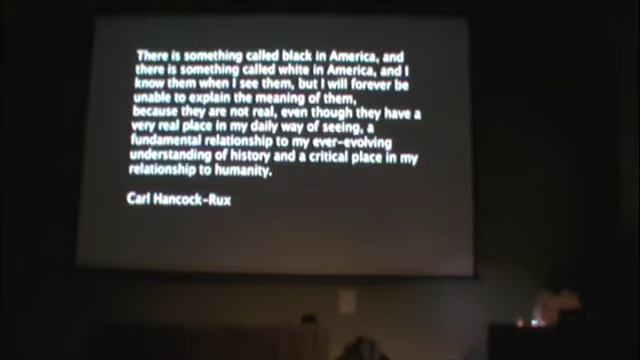 There is something called black in America, and
there is something called white in America, and I
know them when I see them, but I will forever be
unable to explain the meaning of them,
because they are not real, even though they have a
very real place in my daily way of seeing, a
fundamental relationship to my ever-evolving
understanding of history and a critical place in my
relationship to humanity.
Carl Hancock-Rux